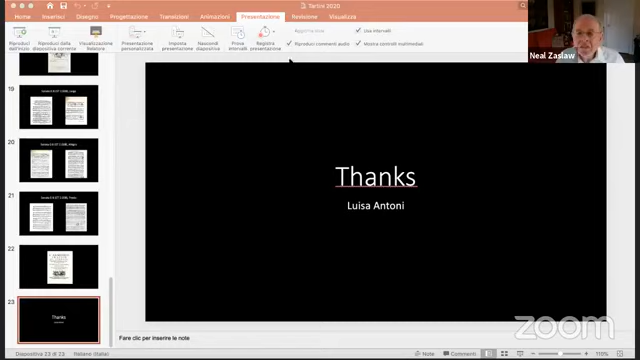 Tartini 2020
Home
Inserisci
Disegno
Progettazione
Transizioni
Animazioni
Presentazione
Revisione
Visualizza
Riproduci dall'inizio
Riproduci dalla diapositiva corrente
Visualizzazione Relatore
Presentazione personalizzata
Imposta presentazione
Nascondi diapositiva
Prova intervalli
Registra presentazione
Usa intervalli
Riproduci commenti audio
Mostra controlli multimediali
Neal Zaslaw
19
20
21
22
23
Thanks
Thanks
Luisa Antoni
Fare clic per inserire le note
zoom
Diapositiva 23 di 23
Italiano (Italia)
Note
Commenti
110%